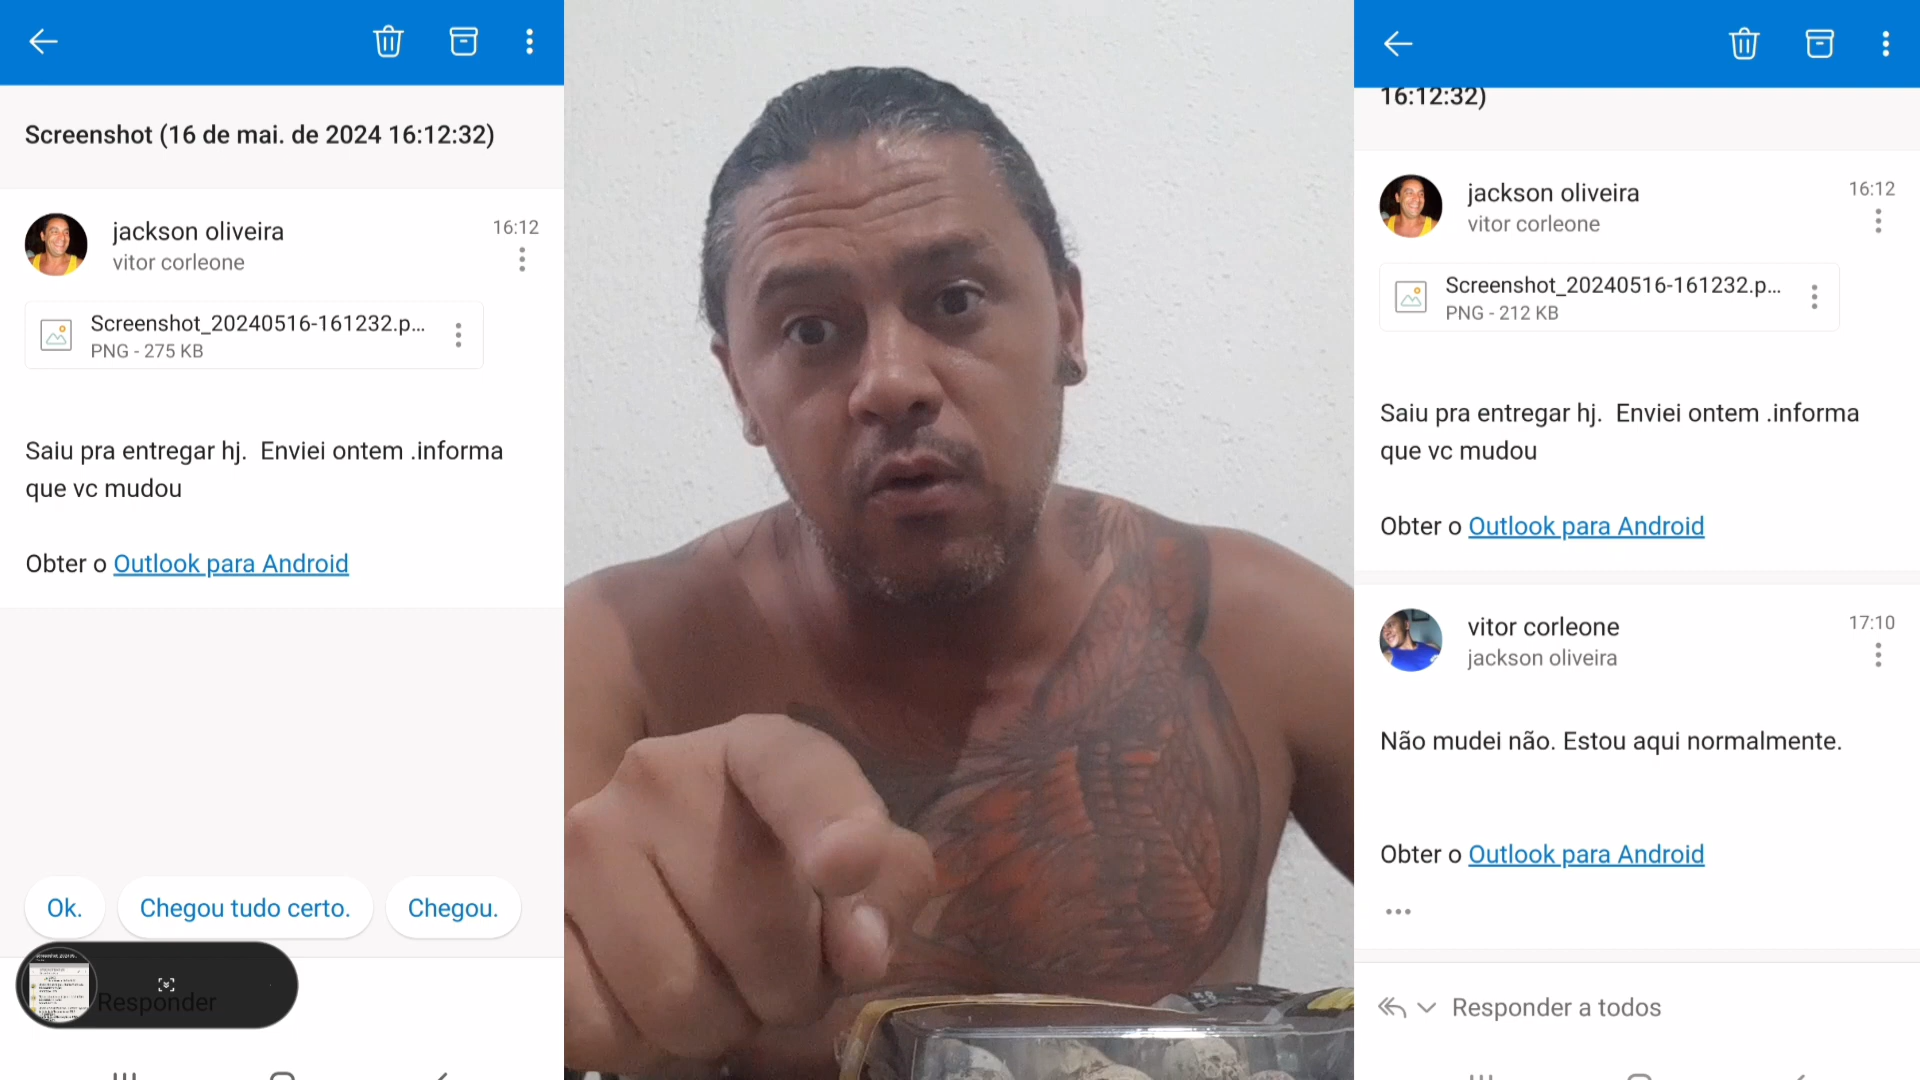 Screenshot (16 de mai. de 2024 16:12:32)
jackson oliveira
16:12
vitor corleone
Screenshot_20240516-161232.p...
PNG - 275 KB
Saiu pra entregar hj.  Enviei ontem .informa
que vc mudou
Obter o Outlook para Android
Ok.
Chegou tudo certo.
Chegou.
Responder
16:12:32)
jackson oliveira
16:12
vitor corleone
Screenshot_20240516-161232.p...
PNG - 212 KB
Saiu pra entregar hj.  Enviei ontem .informa
que vc mudou
Obter o Outlook para Android
vitor corleone
17:10
jackson oliveira
Não mudei não. Estou aqui normalmente.
Obter o Outlook para Android
Responder a todos